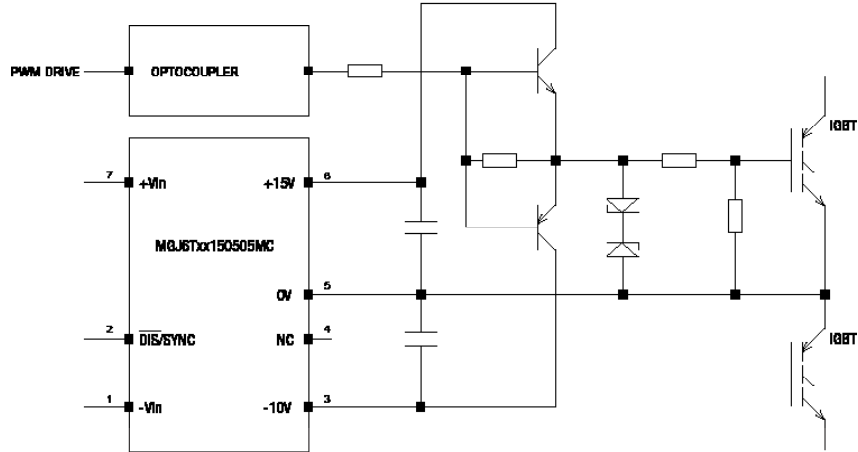 PWM DRIVE
OPTOCOUPLER
IGBT
7
+Vin
+15V
6
MGJ6Txx150505MC
0V
5
2
DIS/SYNC
NC
4
IGBT
1
-Vin
-10V
3